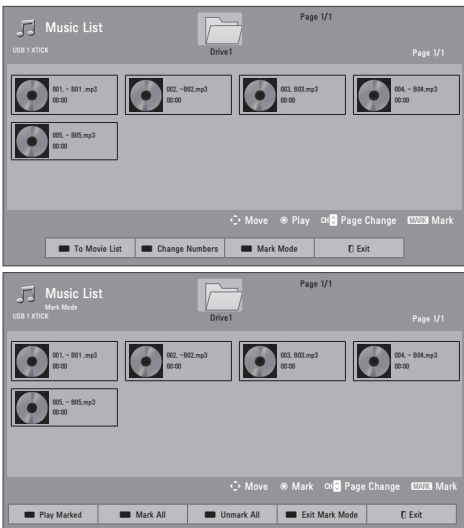 Music List
Page 1/1
USB 1 XTICK
Drive1
Page 1/1
001. - B01 .mp3
00:00
002. -B02.mp3
00:00
003. B03.mp3
00:00
004. - B04.mp3
00:00
005. - B05.mp3
00:00
Move Play CH Page Change MARK Mark
To Movie List Change Numbers Mark Mode Exit
Music List
Mark Mode
Page 1/1
USB 1 XTICK
Drive1
Page 1/1
001. - B01 .mp3
00:00
002. -B02.mp3
00:00
003. B03.mp3
00:00
004. - B04.mp3
00:00
005. - B05.mp3
00:00
Move Mark CH Page Change MARK Mark
Play Marked Mark All Unmark All Exit Mark Mode Exit